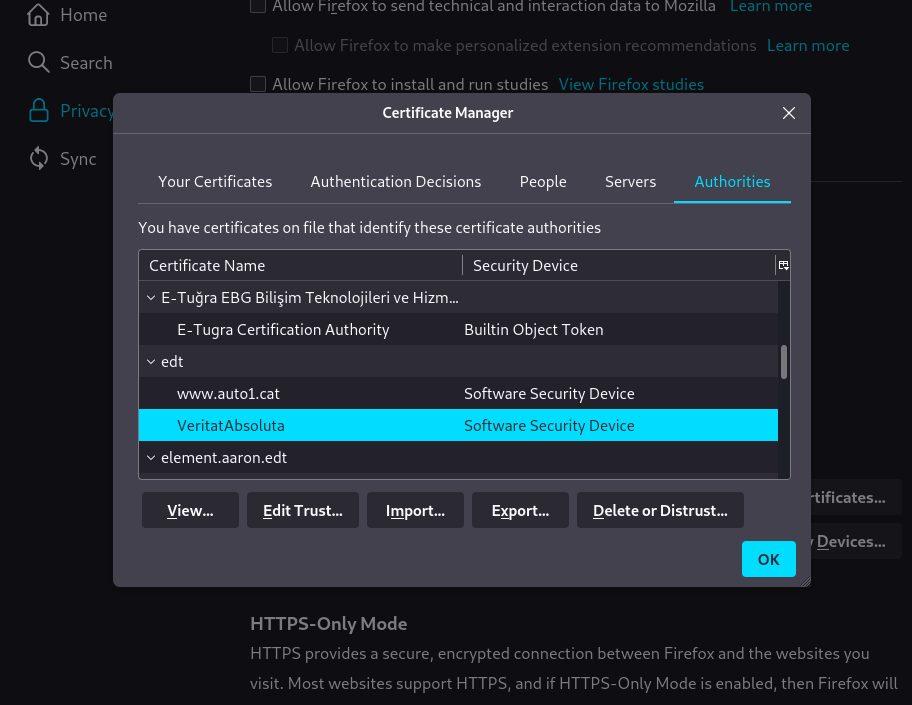 Home
Allow Firefox to send technical and interaction data to Mozilla Learn more
Allow Firefox to make personalized extension recommendations Learn more
Search
Allow Firefox to install and run studies View Firefox studies
Privacy
Sync
Certificate Manager
Your Certificates Authentication Decisions People Servers Authorities
You have certificates on file that identify these certificate authorities
Certificate Name Security Device
E-Tuğra EBG Bilişim Teknolojileri ve Hizm...
E-Tugra Certification Authority Builtin Object Token
edt
www.auto1.cat Software Security Device
VeritatAbsoluta Software Security Device
element.aaron.edt
View... Edit Trust... Import... Export... Delete or Distrust...
rtificates...
Devices...
OK
HTTPS-Only Mode
HTTPS provides a secure, encrypted connection between Firefox and the websites you
visit. Most websites support HTTPS, and if HTTPS-Only Mode is enabled, then Firefox will